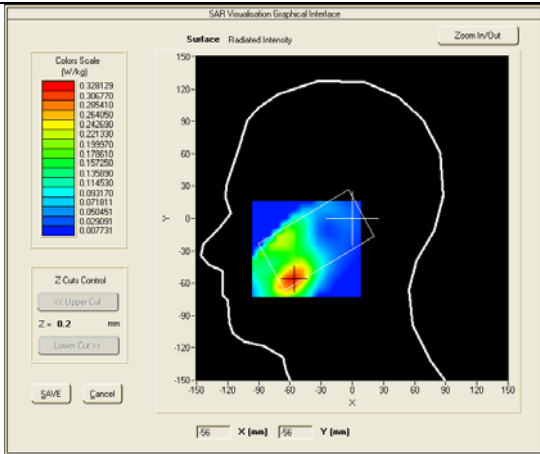 SAR Visualisation Graphical Interface
Surface Radiated Intensity
Zoom In/Out
Colors Scale
(W/kg)
0.328129
0.306770
0.285410
0.264050
0.242690
0.221330
0.199970
0.178610
0.157250
0.135890
0.114530
0.093170
0.071811
0.050451
0.029091
0.007731
Z Cuts Control
<< Upper Cut
Z = 0.2 mm
Lower Cut >>
SAVE
Cancel
150-
120-
90-
60-
30-
0-
-30-
-60-
-90-
-120-
-150-
Y
-150 -120 -90 -60 -30 0 30 60 90 120 150
X
-56 X (mm) -56 Y (mm)